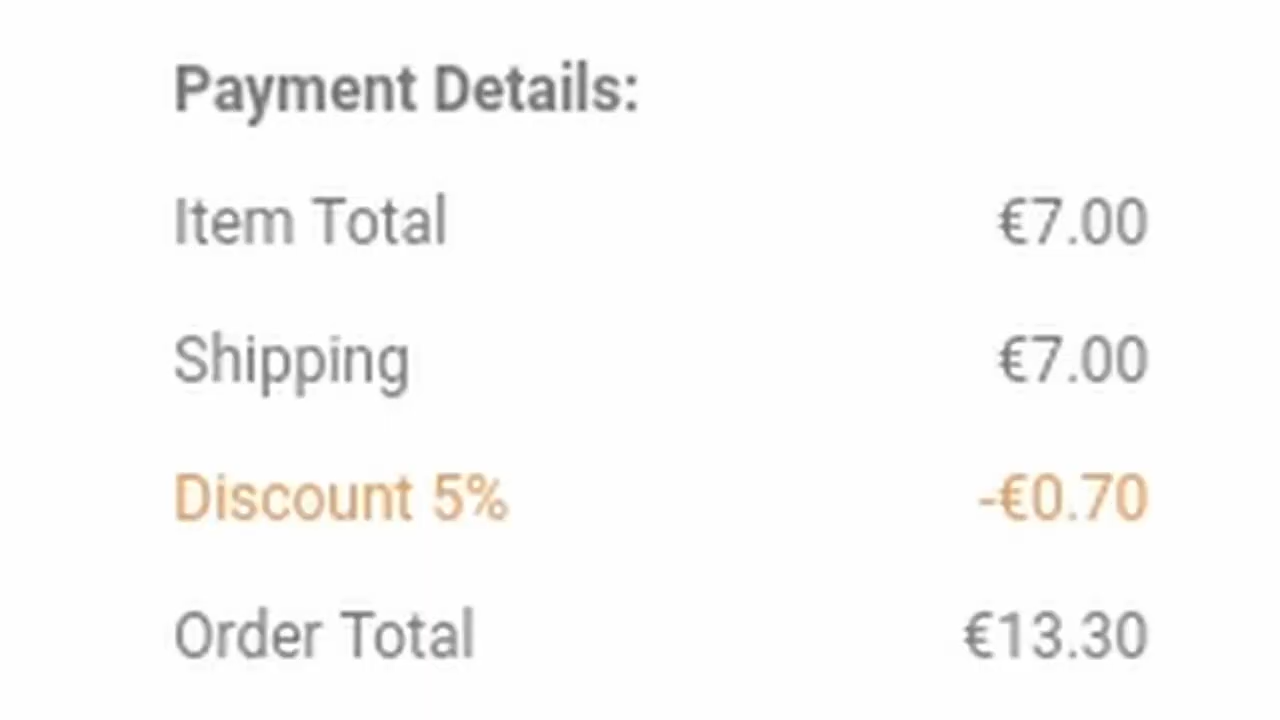 Payment Details:
Item Total €7.00
Shipping €7.00
Discount 5% -€0.70
Order Total €13.30